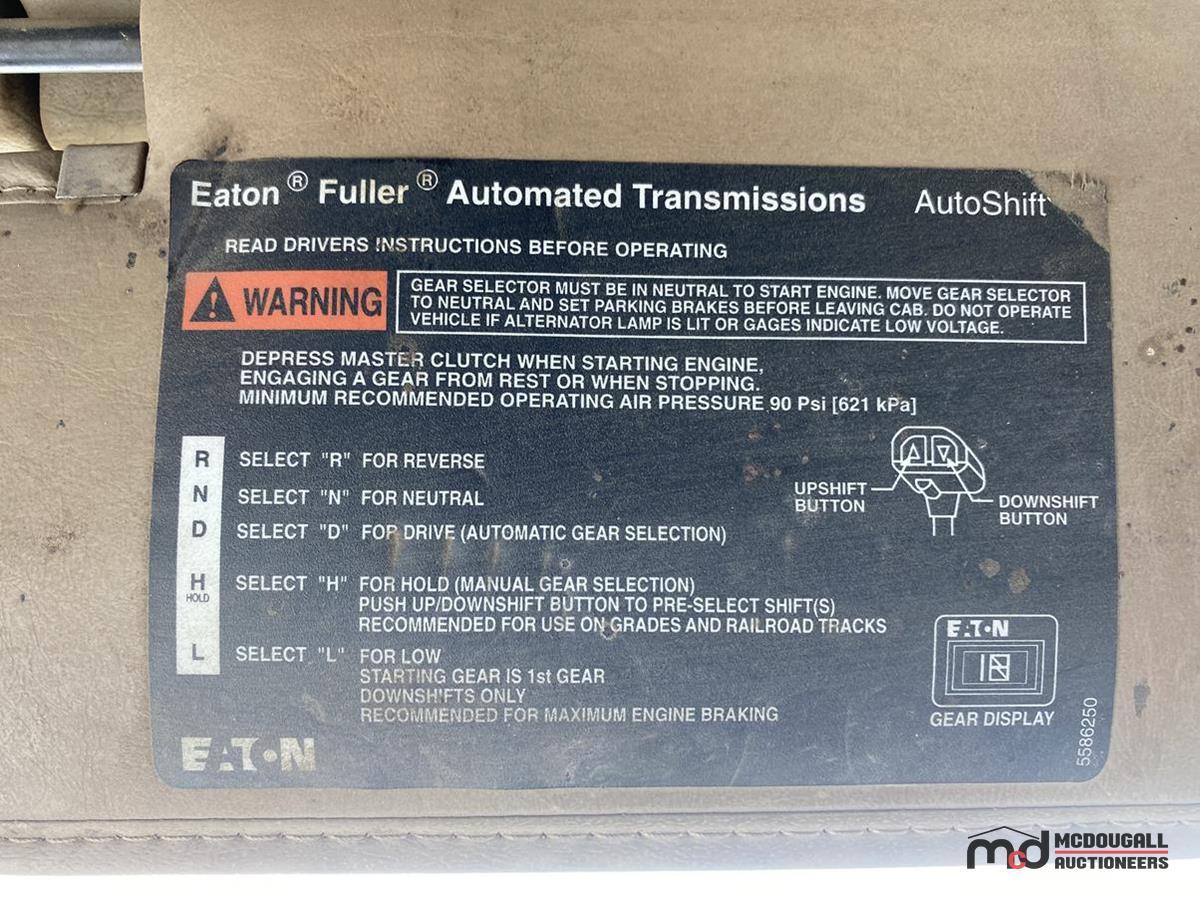 Eaton® Fuller® Automated Transmissions AutoShift
READ DRIVERS INSTRUCTIONS BEFORE OPERATING
WARNING
GEAR SELECTOR MUST BE IN NEUTRAL TO START ENGINE. MOVE GEAR SELECTOR
TO NEUTRAL AND SET PARKING BRAKES BEFORE LEAVING CAB. DO NOT OPERATE
VEHICLE IF ALTERNATOR LAMP IS LIT OR GAGES INDICATE LOW VOLTAGE.
DEPRESS MASTER CLUTCH WHEN STARTING ENGINE,
ENGAGING A GEAR FROM REST OR WHEN STOPPING.
MINIMUM RECOMMENDED OPERATING AIR PRESSURE 90 Psi [621 kPa]
R SELECT "R" FOR REVERSE
N SELECT "N" FOR NEUTRAL
D SELECT "D" FOR DRIVE (AUTOMATIC GEAR SELECTION)
H SELECT "H" FOR HOLD (MANUAL GEAR SELECTION)
HOLD
PUSH UP/DOWNSHIFT BUTTON TO PRE-SELECT SHIFT(S)
RECOMMENDED FOR USE ON GRADES AND RAILROAD TRACKS
L SELECT "L" FOR LOW
STARTING GEAR IS 1st GEAR
DOWNSHIFTS ONLY
RECOMMENDED FOR MAXIMUM ENGINE BRAKING
UPSHIFT
BUTTON
DOWNSHIFT
BUTTON
EATON
GEAR DISPLAY
5586250
EATON
mcd MCDOUGALL
AUCTIONEERS